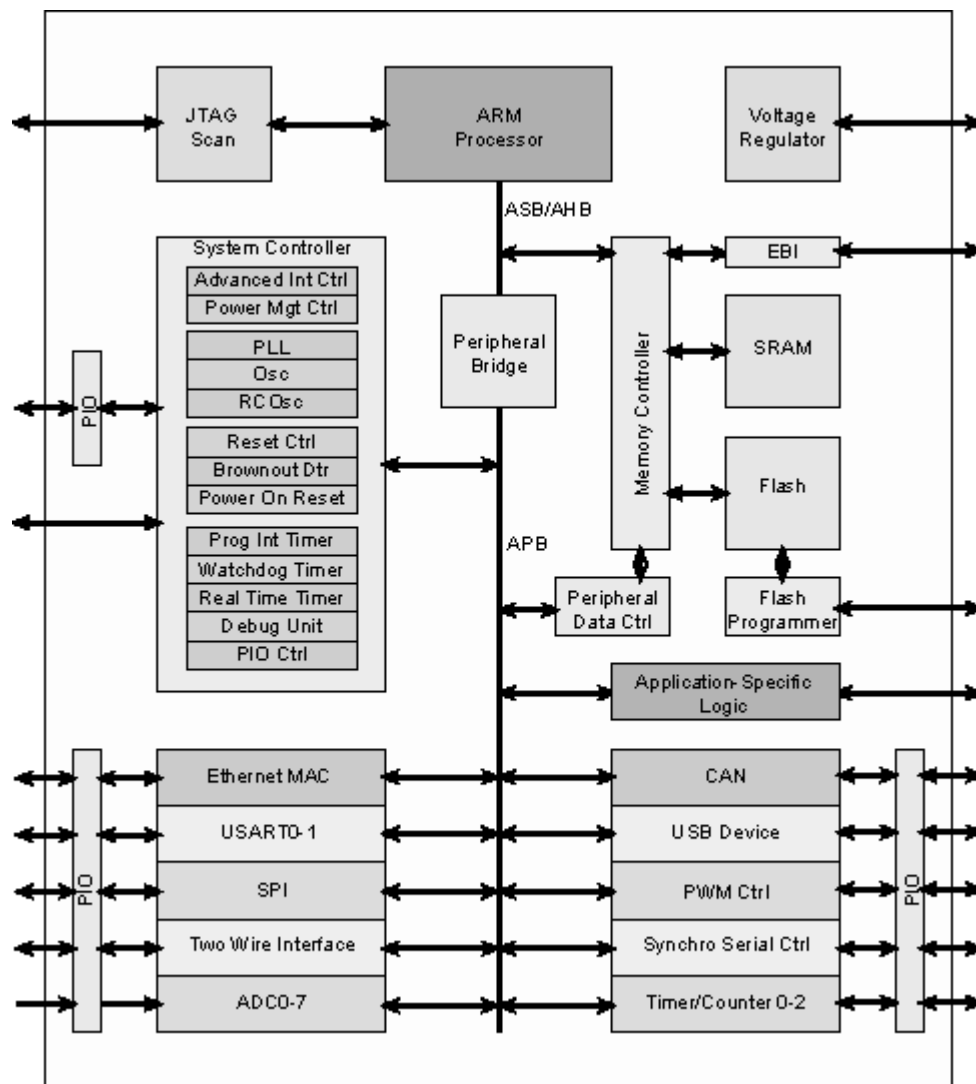 JTAG
Scan
ARM
Processor
Voltage
Regulator
ASB/AHB
System Controller
Advanced Int Ctrl
Power Mgt Ctrl
PLL
Osc
RC Osc
Reset Ctrl
Brownout Dtr
Power On Reset
Prog Int Timer
Watchdog Timer
Real Time Timer
Debug Unit
PIO Ctrl
PIO
Peripheral
Bridge
APB
Memory Controller
EBI
SRAM
Flash
Peripheral
Data Ctrl
Flash
Programmer
Application-Specific
Logic
PIO
Ethernet MAC
USART0-1
SPI
Two Wire Interface
ADC0-7
CAN
USB Device
PWM Ctrl
Synchro Serial Ctrl
Timer/Counter 0-2
PIO